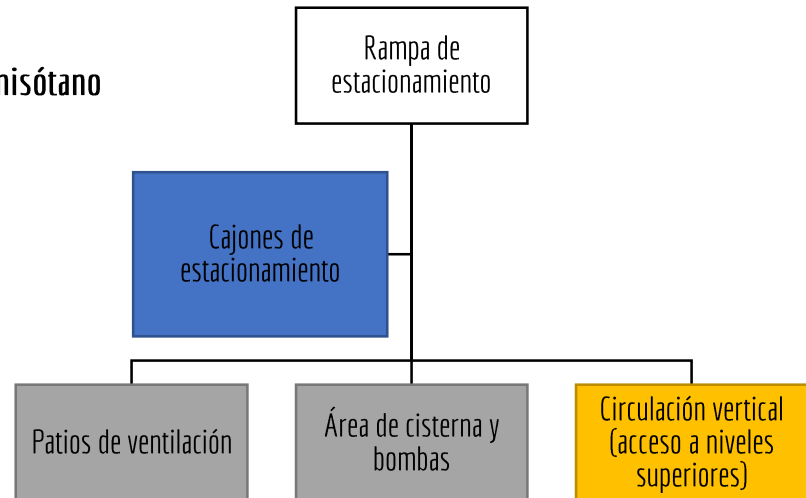 Rampa de
estacionamiento
nisótano
Cajones de
estacionamiento
Patios de ventilación
Área de cisterna y
bombas
Circulación vertical
(acceso a niveles
superiores)